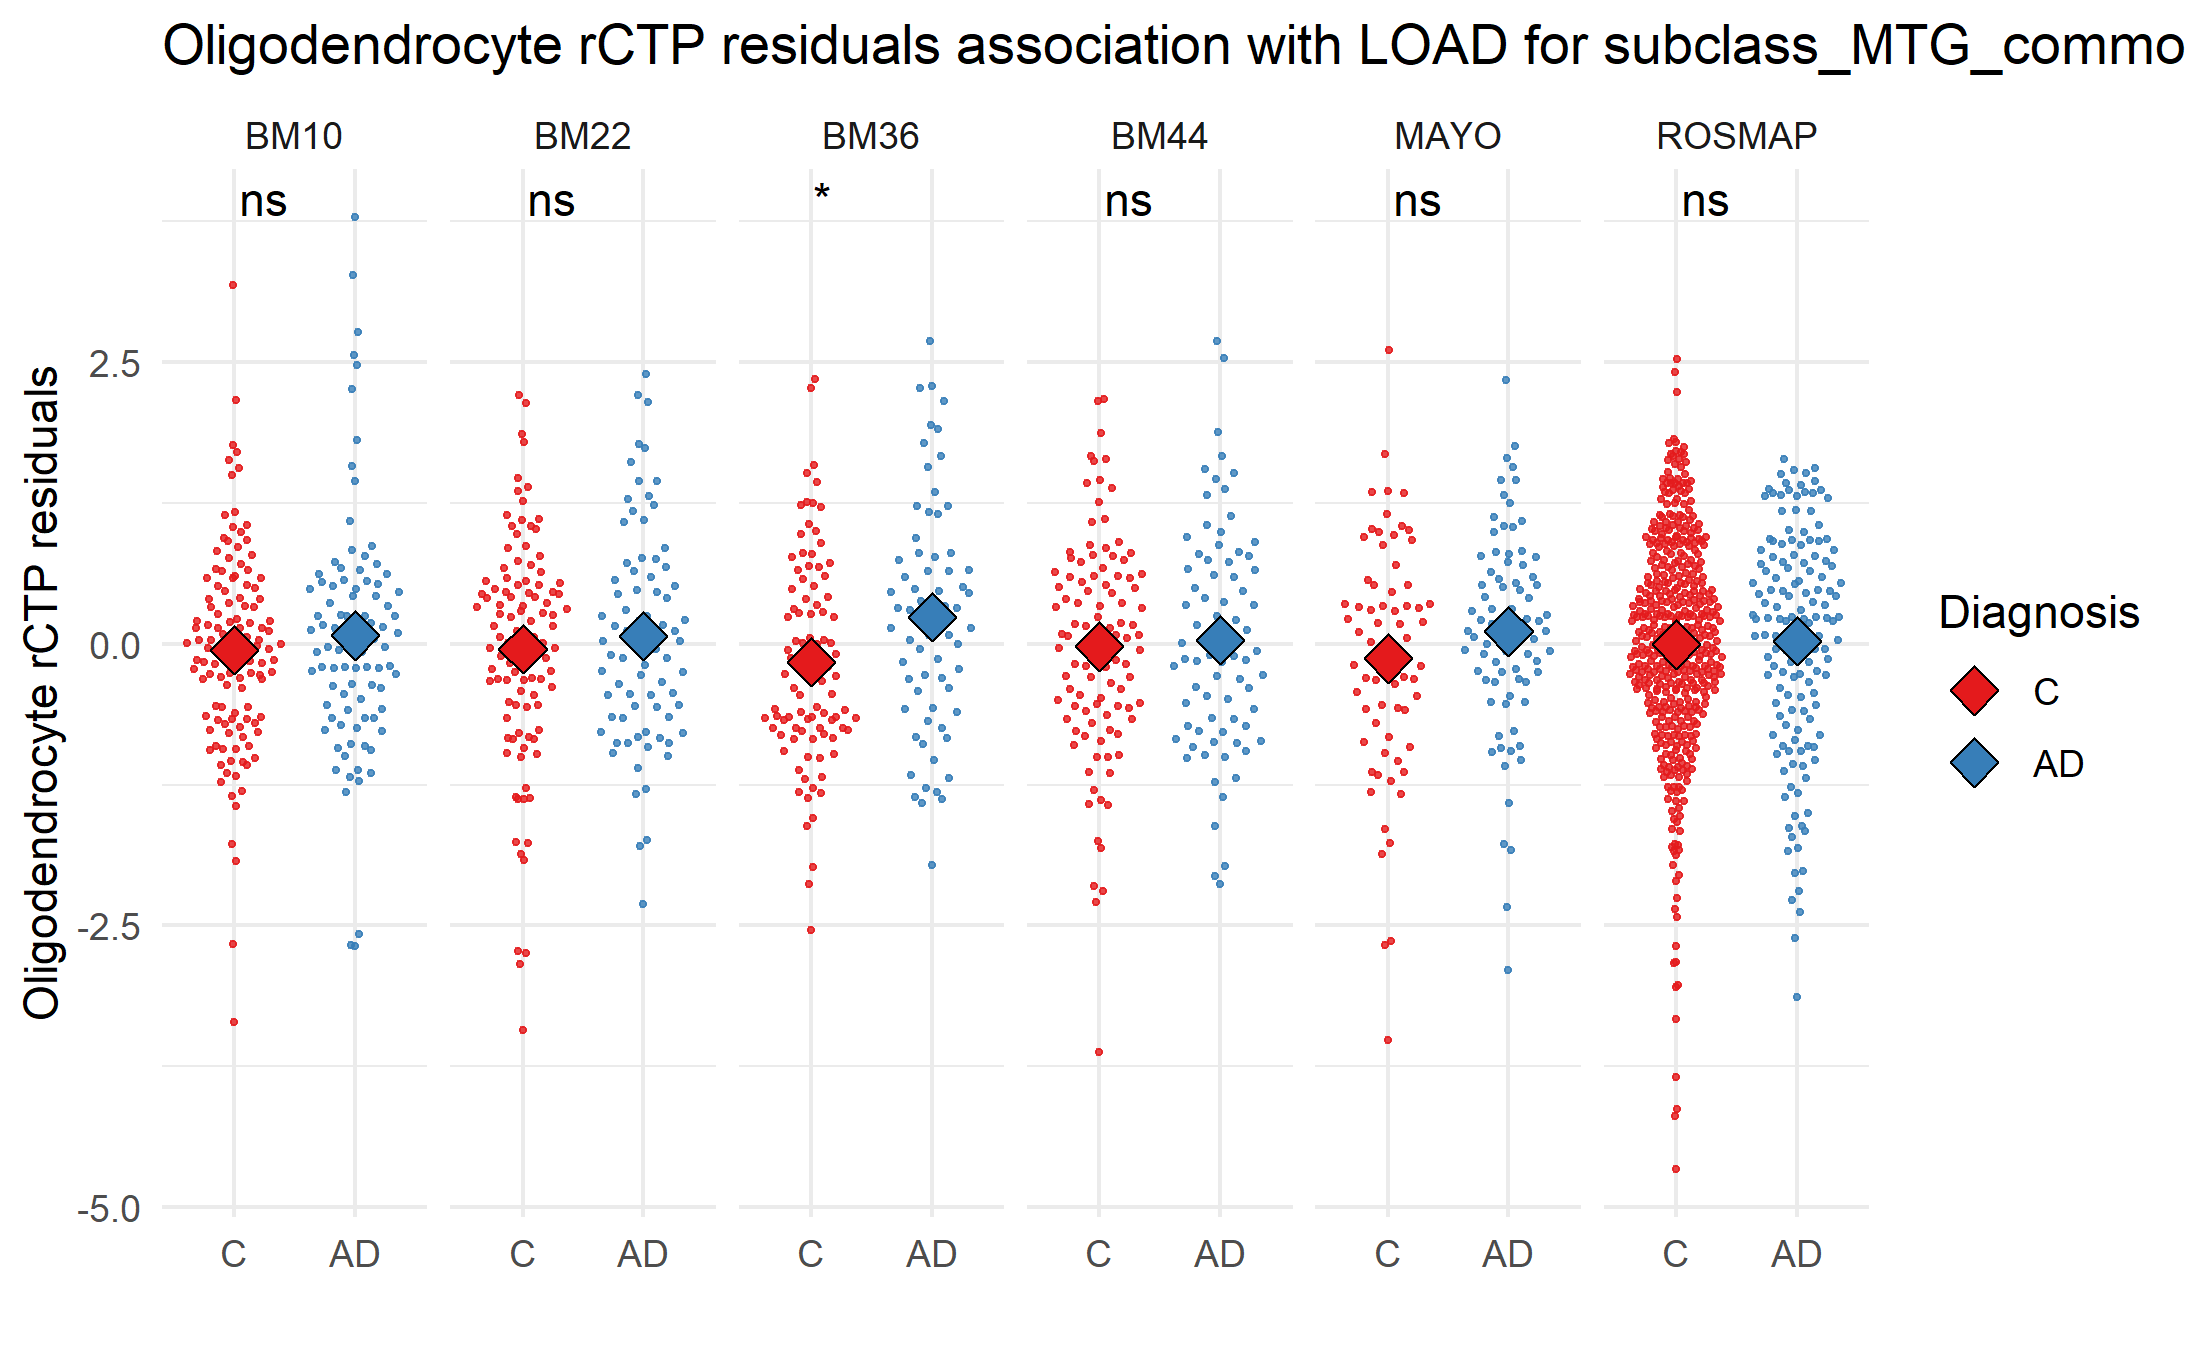 Oligodendrocyte rCTP residuals association with LOAD for subclass_MTG_commo
BM10 BM22 BM36 BM44 MAYO ROSMAP
ns ns * ns ns ns
Oligodendrocyte rCTP residuals
2.5
0.0
-2.5
-5.0
C AD C AD C AD C AD C AD C AD
Diagnosis
C
AD